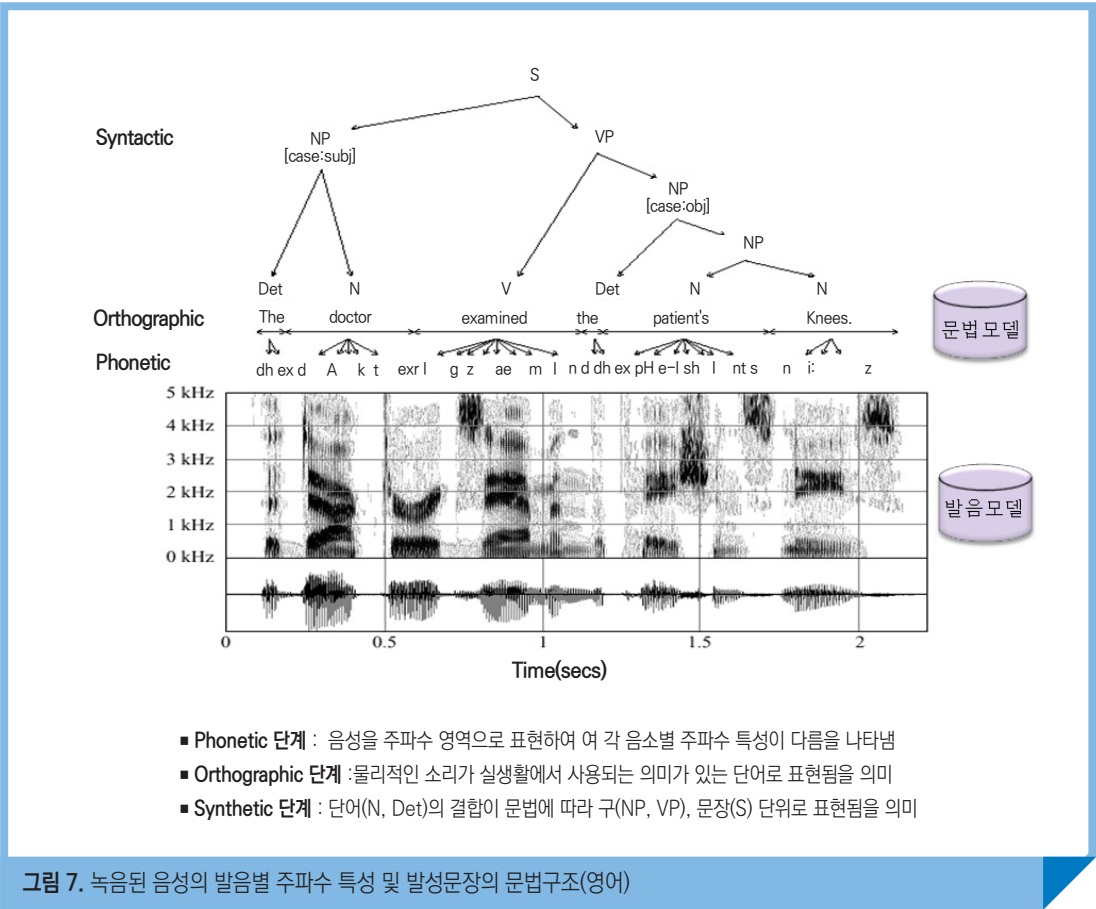 S
Syntactic
NP
[case:subj]
VP
NP
[case:obj]
NP
Det N V Det N N
Orthographic The doctor examined the patient's Knees.
문법모델
Phonetic dh ex d A k t exr l g z ae m l n d dh ex pH e-l sh l nt s n i: z
5 kHz
4 kHz
3 kHz
2 kHz
1 kHz
0 kHz
발음모델
0 0.5 1 1.5 2
Time(secs)
■ Phonetic 단계 : 음성을 주파수 영역으로 표현하여 여 각 음소별 주파수 특성이 다름을 나타냄
■ Orthographic 단계 :물리적인 소리가 실생활에서 사용되는 의미가 있는 단어로 표현됨을 의미
■ Synthetic 단계 : 단어(N, Det)의 결합이 문법에 따라 구(NP, VP), 문장(S) 단위로 표현됨을 의미
그림 7. 녹음된 음성의 발음별 주파수 특성 및 발성문장의 문법구조(영어)